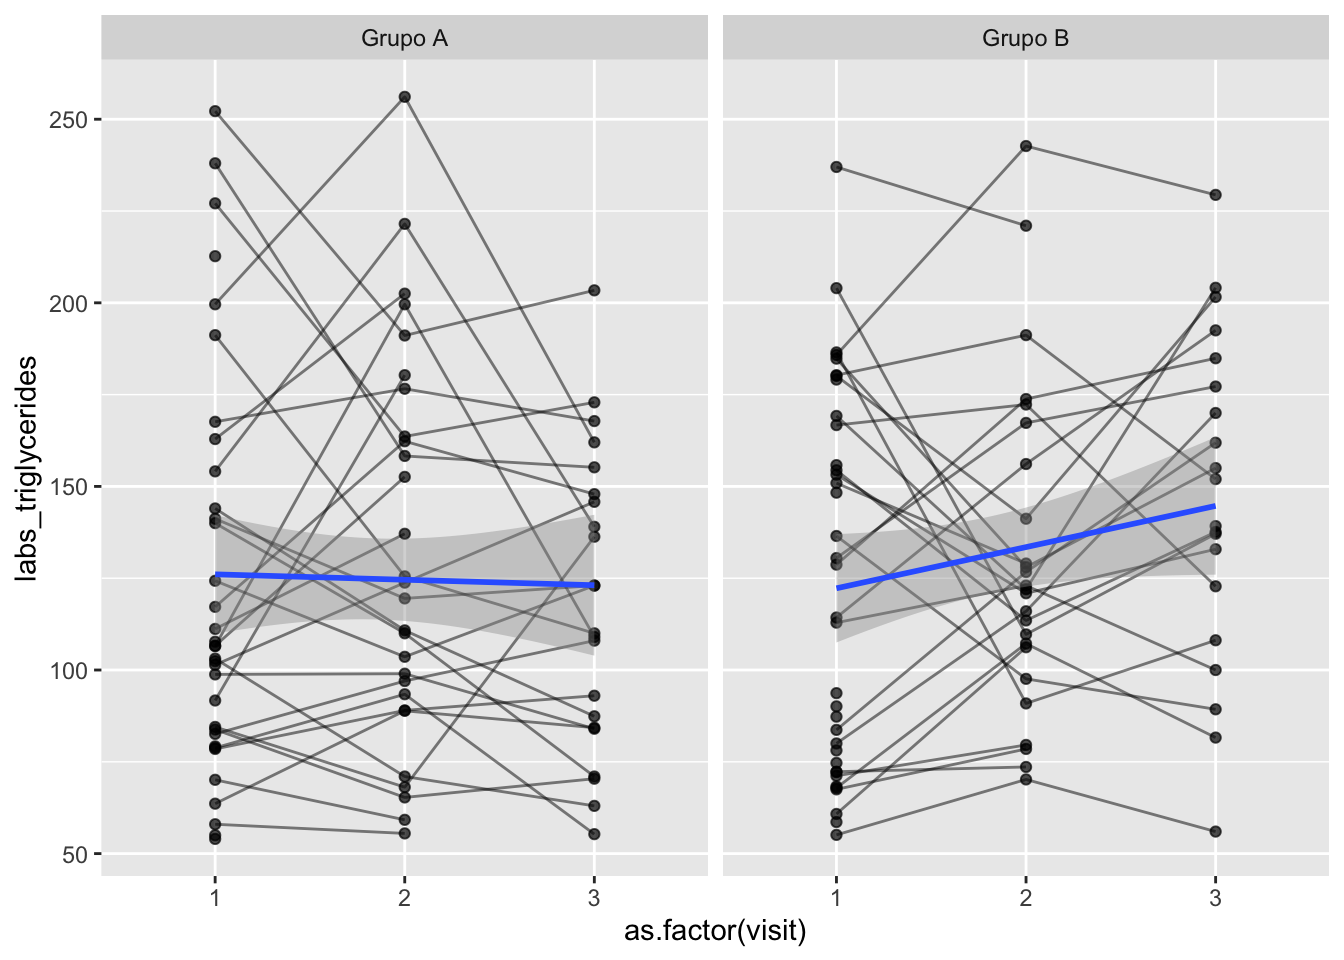 Grupo A
Grupo B
labs_triglycerides
250
200
150
100
50
1 2 3
1 2 3
as.factor(visit)